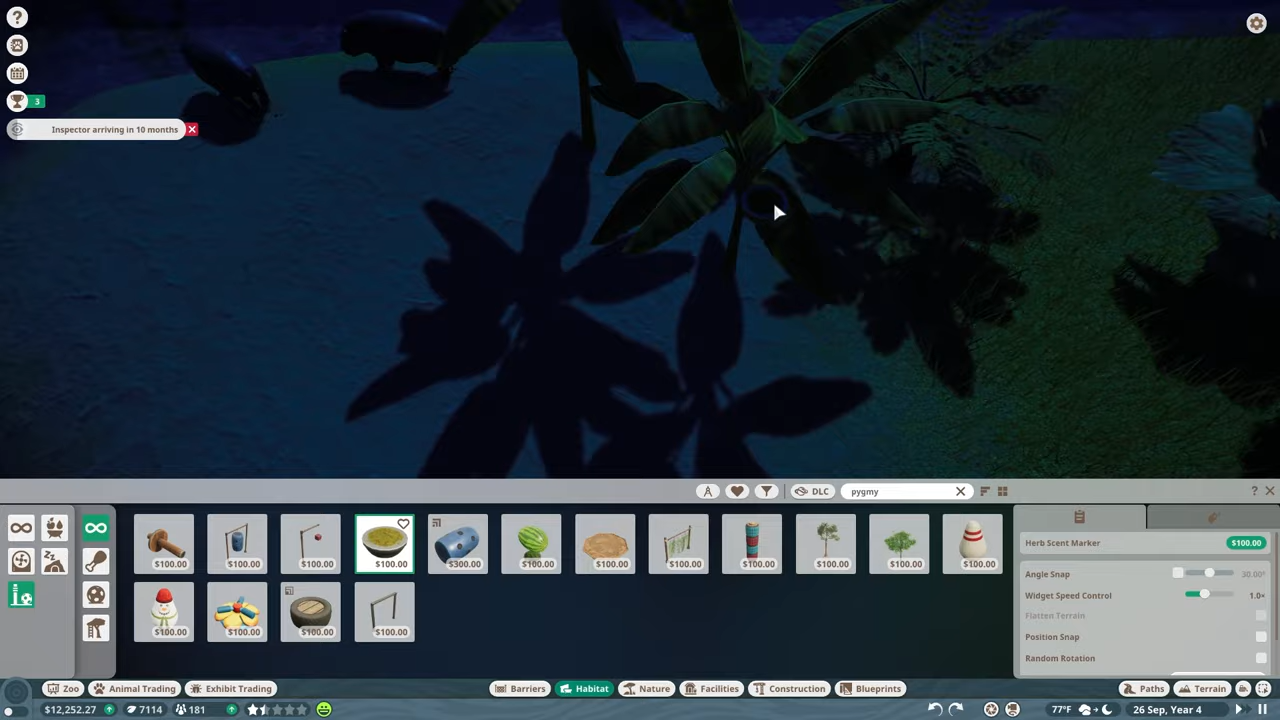 ?
3
Inspector arriving in 10 months
DLC
pygmy
?
$100.00
$100.00
$100.00
$100.00
$300.00
$100.00
$100.00
$100.00
$100.00
$100.00
$100.00
$100.00
$100.00
$100.00
$100.00
$100.00
Herb Scent Marker
$100.00
Angle Snap
30.00°
Widget Speed Control
1.0×
Flatten Terrain
Position Snap
Random Rotation
Zoo
Animal Trading
Exhibit Trading
Barriers
Habitat
Nature
Facilities
Construction
Blueprints
Paths
Terrain
$12,252.27
7114
181
77°F
26 Sep, Year 4